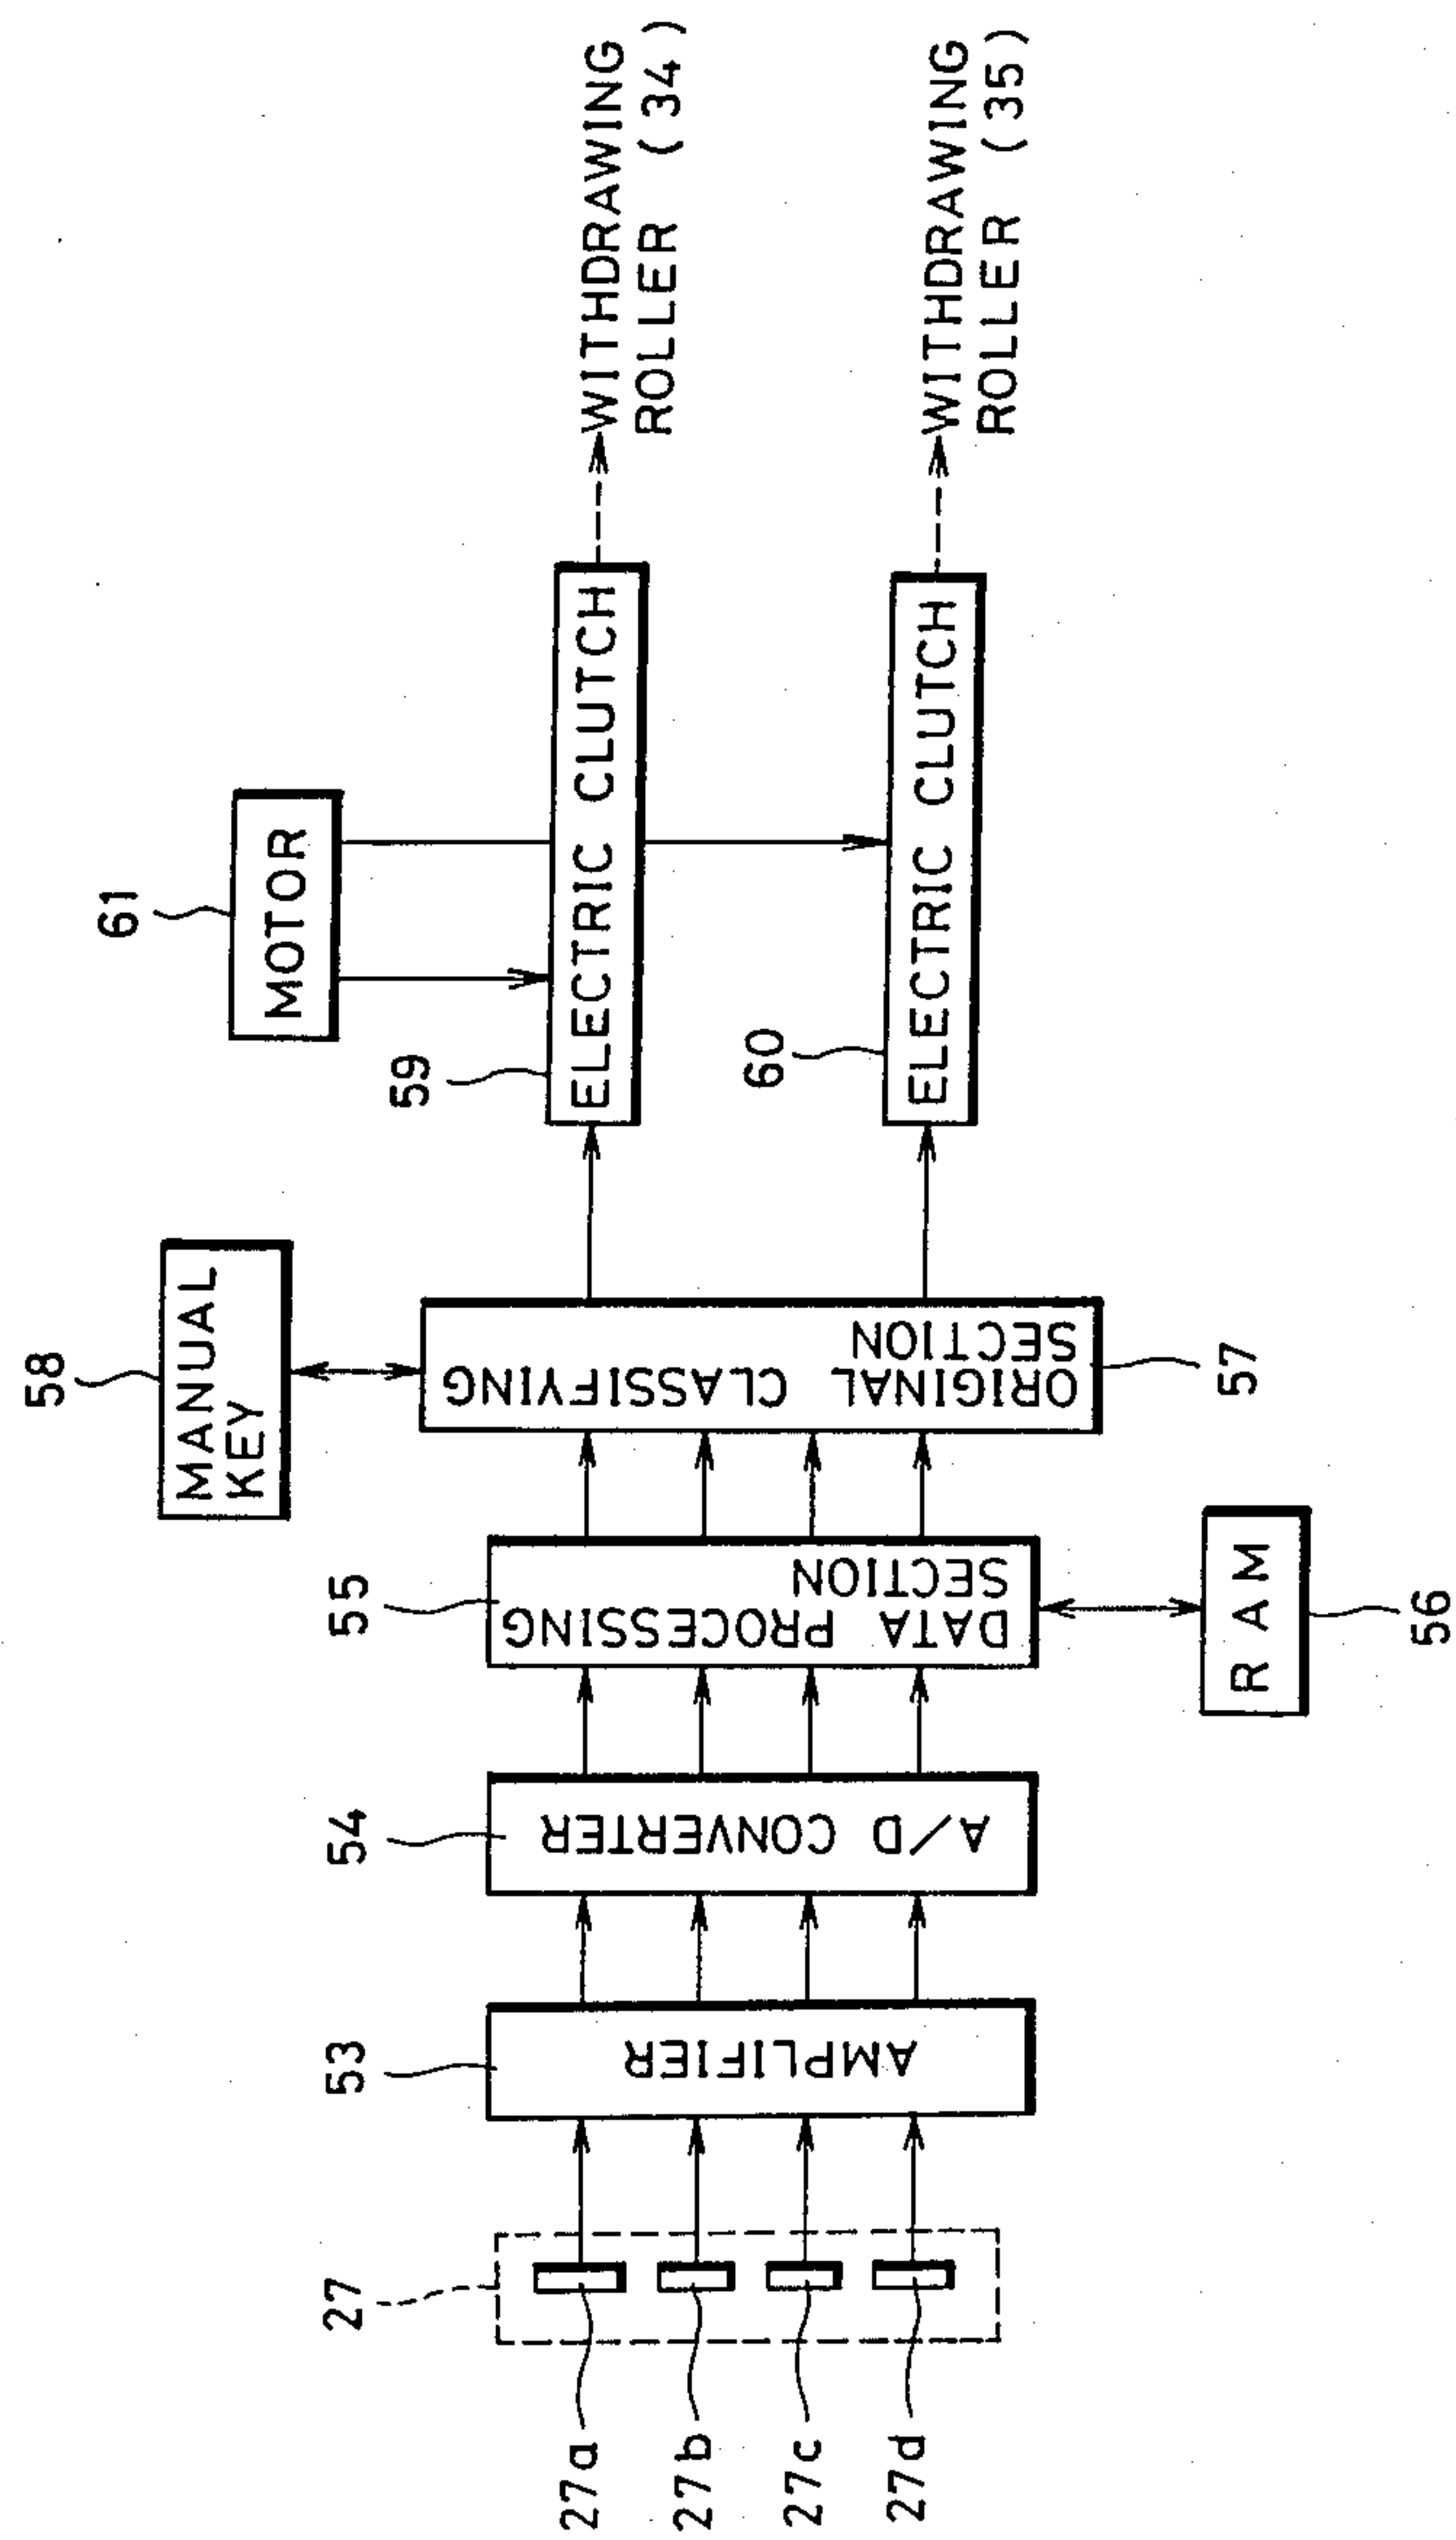 61
MOTOR
58
MANUAL
KEY
59
ELECTRIC CLUTCH
WITHDRAWING
ROLLER (34)
60
ELECTRIC CLUTCH
WITHDRAWING
ROLLER (35)
27
53
54
55
27a
27b
27c
27d
AMPLIFIER
A/D CONVERTER
DATA PROCESSING
SECTION
ORIGINAL CLASSIFYING
SECTION
57
RAM
56